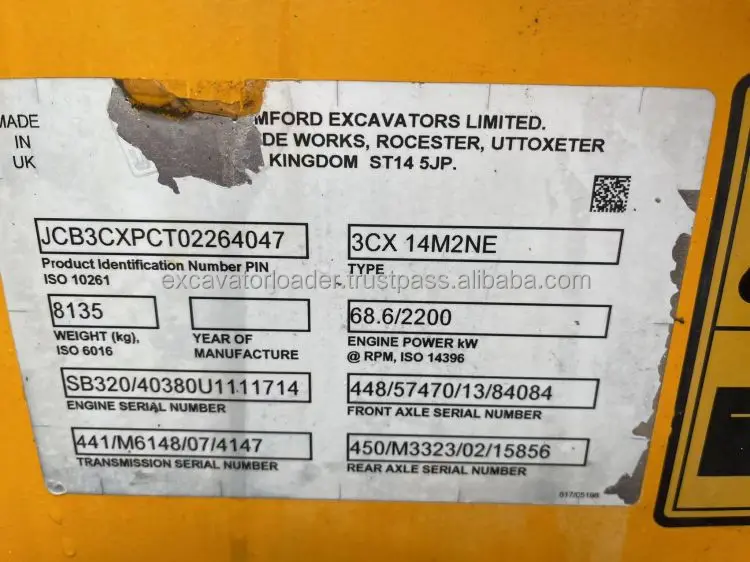 MADE
IN
UK
MFORD EXCAVATORS LIMITED.
DE WORKS, ROCESTER, UTTOXETER
KINGDOM ST14 5JP.
JCB3CXPCT02264047
Product Identification Number PIN
ISO 10261
3CX 14M2NE
TYPE
excavatorloader.trustpass.alibaba.com
8135
WEIGHT (kg),
ISO 6016
YEAR OF
MANUFACTURE
68.6/2200
ENGINE POWER kW
@ RPM, ISO 14396
SB320/40380U1111714
ENGINE SERIAL NUMBER
448/57470/13/84084
FRONT AXLE SERIAL NUMBER
441/M6148/07/4147
TRANSMISSION SERIAL NUMBER
450/M3323/02/15856
REAR AXLE SERIAL NUMBER
817/C5198